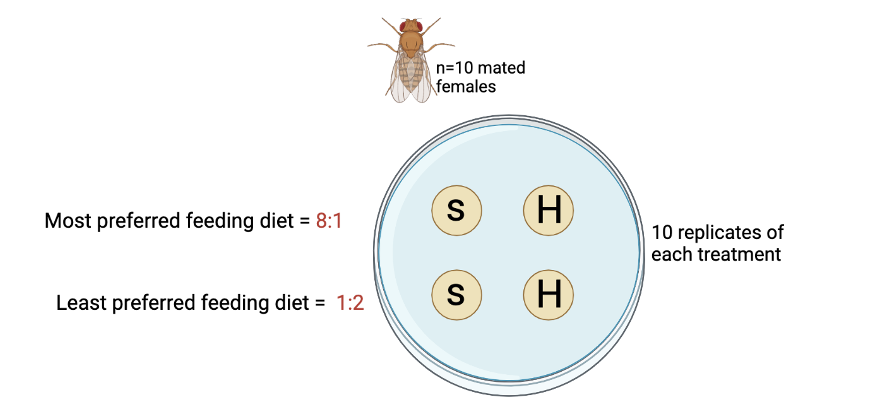 n=10 mated
females
S H
Most preferred feeding diet = 8:1
10 replicates of
each treatment
S H
Least preferred feeding diet = 1:2